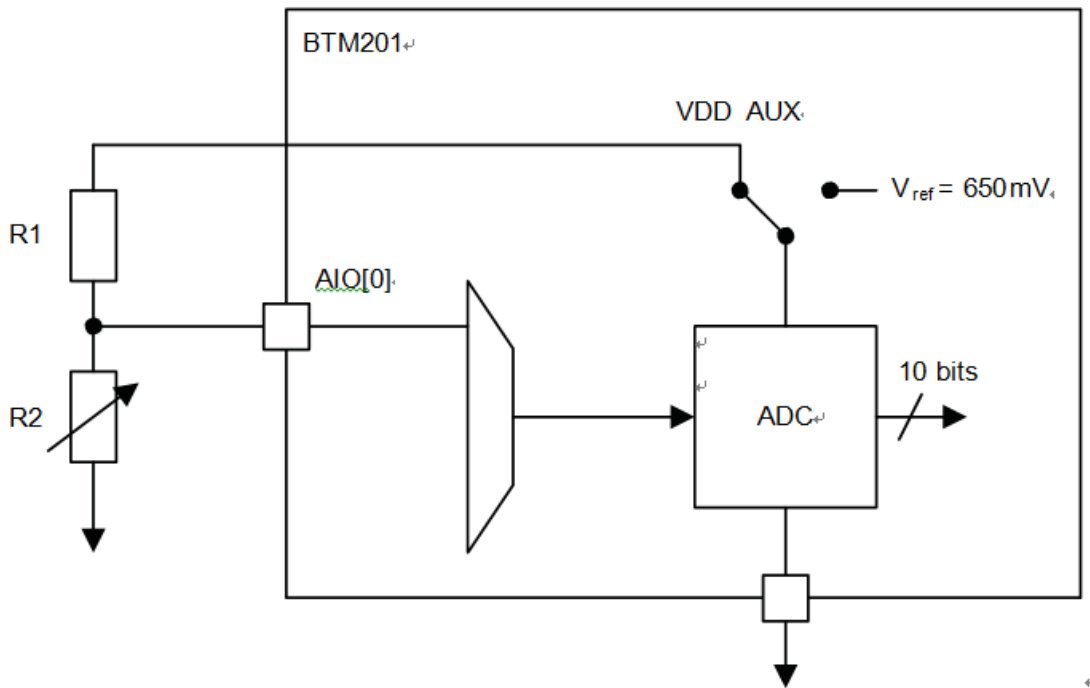 BTM201
VDD AUX
Vref = 650mV
R1
AIO[0]
10 bits
R2
ADC